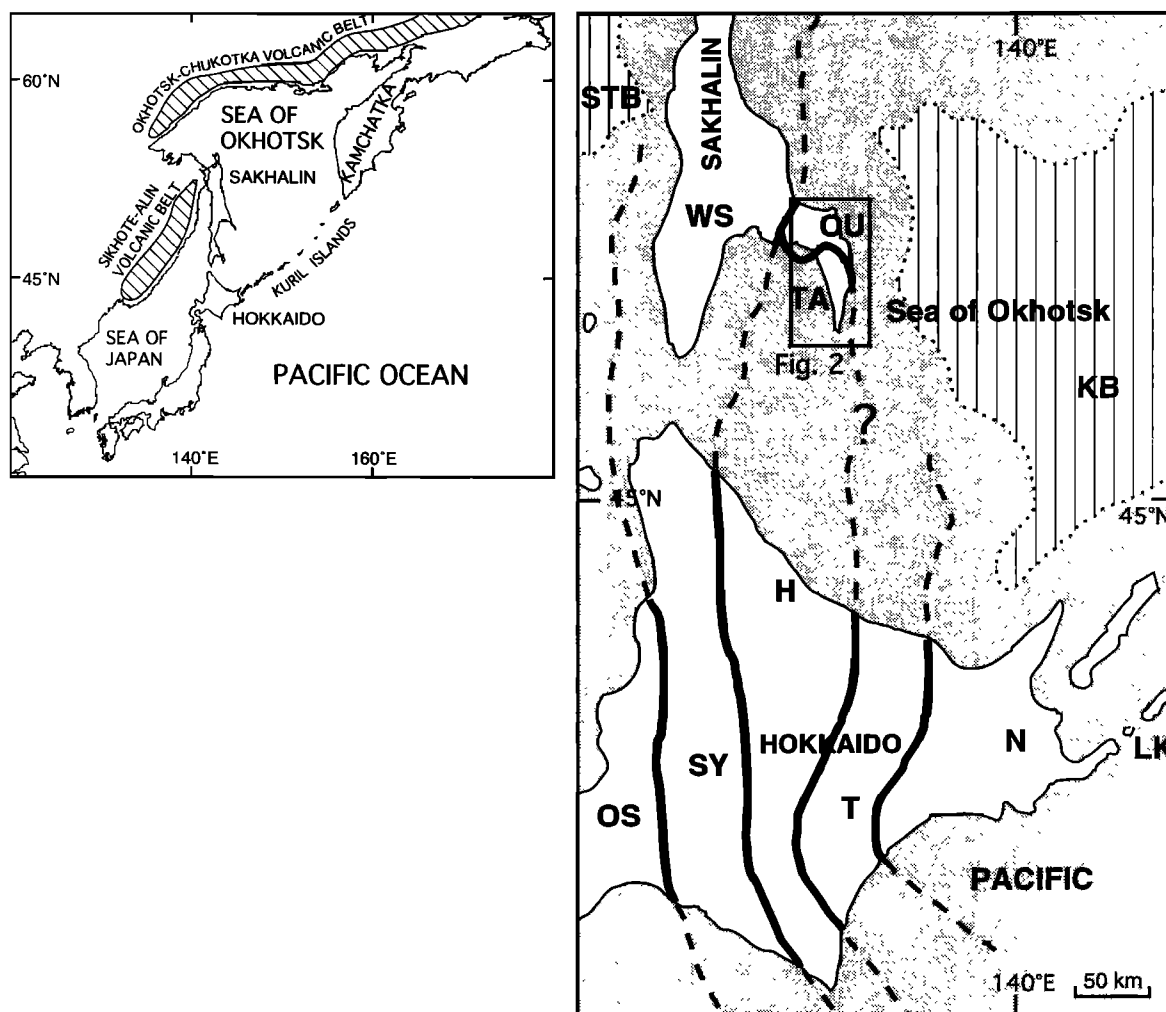 OKHOTSK-CHUKOTKA VOLCANIC BELT
60°N
SEA OF
OKHOTSK
KAMCHATKA
SAKHALIN
SIKHOTE-ALIN
VOLCANIC BELT
KURIL ISLANDS
45°N
HOKKAIDO
SEA OF
JAPAN
PACIFIC OCEAN
140°E
160°E
140°E
STB
SAKHALIN
WS
OU
TA
Sea of Okhotsk
Fig. 2
KB
?
45°N
45°N
H
HOKKAIDO
N
SY
LK
OS
T
PACIFIC
140°E
50 km